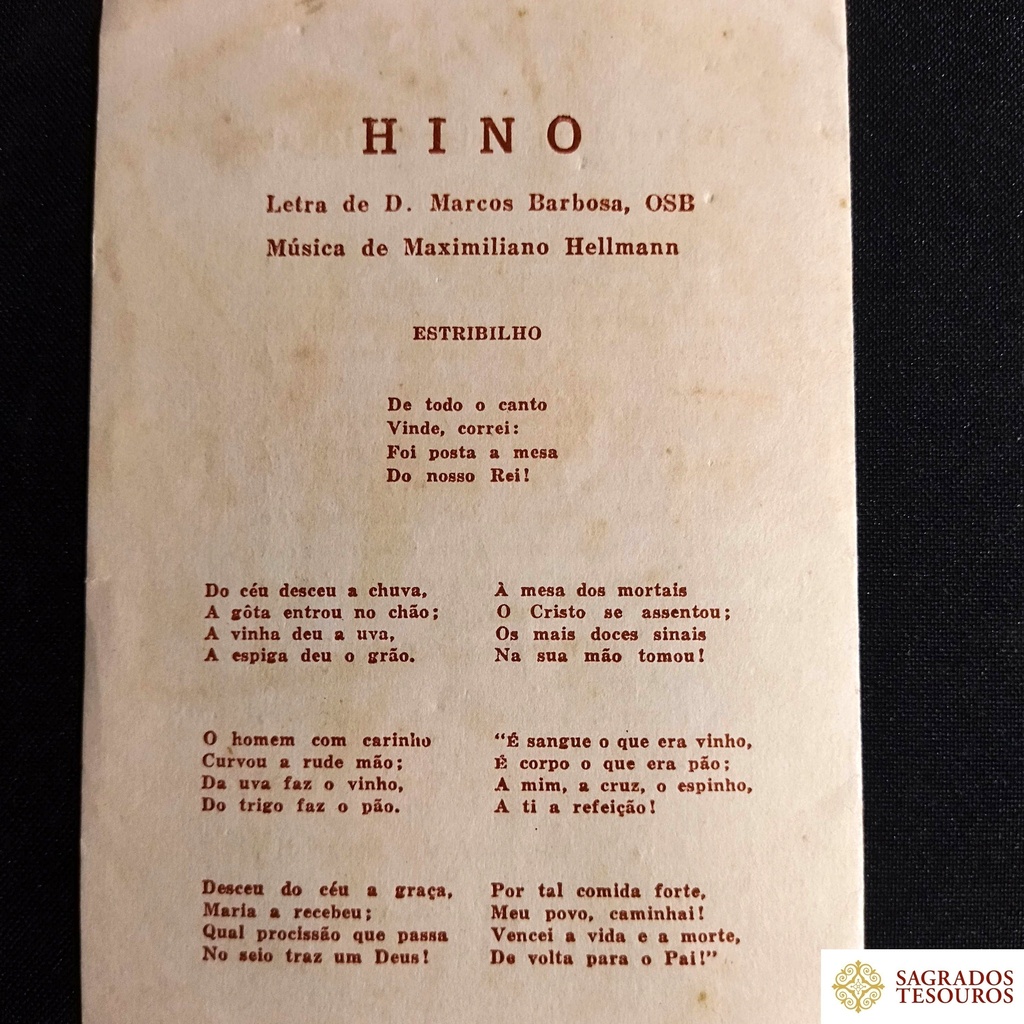 HINO
Letra de D. Marcos Barbosa, OSB
Música de Maximiliano Hellmann
ESTRIBILHO
De todo o canto
Vinde, correi:
Foi posta a mesa
Do nosso Rei!
Do céu desceu a chuva,
A gôta entrou no chão;
A vinha deu a uva,
A espiga deu o grão.
O homem com carinho
Curvou a rude mão;
Da uva faz o vinho,
Do trigo faz o pão.
Desceu do céu a graça,
Maria a recebeu;
Qual procissão que passa
No seio traz um Deus!
À mesa dos mortais
O Cristo se assentou;
Os mais doces sinais
Na sua mão tomou!
“É sangue o que era vinho,
É corpo o que era pão;
A mim, a cruz, o espinho,
A ti a refeição!
Por tal comida forte,
Meu povo, caminhai!
Vencei a vida e a morte,
De volta para o Pai!”
SAGRADOS
TESOUROS